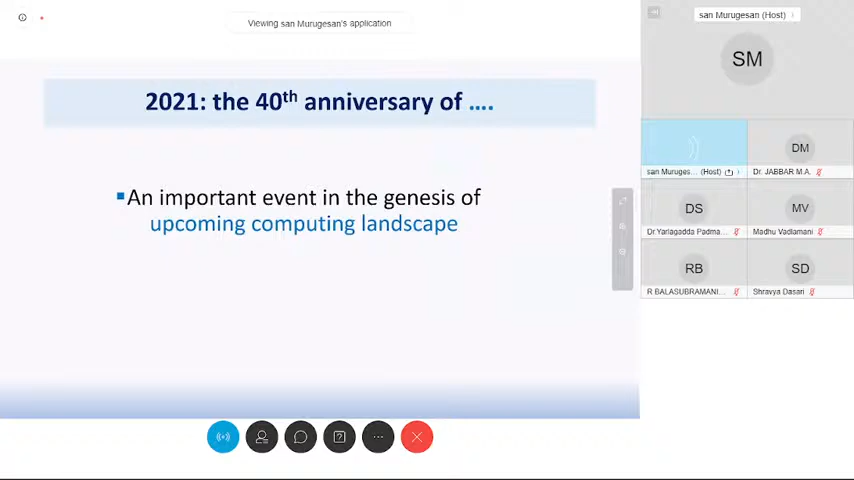 Viewing san Murugesan's application
san Murugesan (Host)
SM
2021: the 40th anniversary of ....
An important event in the genesis of
upcoming computing landscape
san Muruges... (Host)
DM
Dr. JABBAR M.A.
DS
Dr.Yarlagadda Padma...
MV
Madhu Vadlamani
RB
R BALASUBRAMANI...
SD
Shravya Dasari